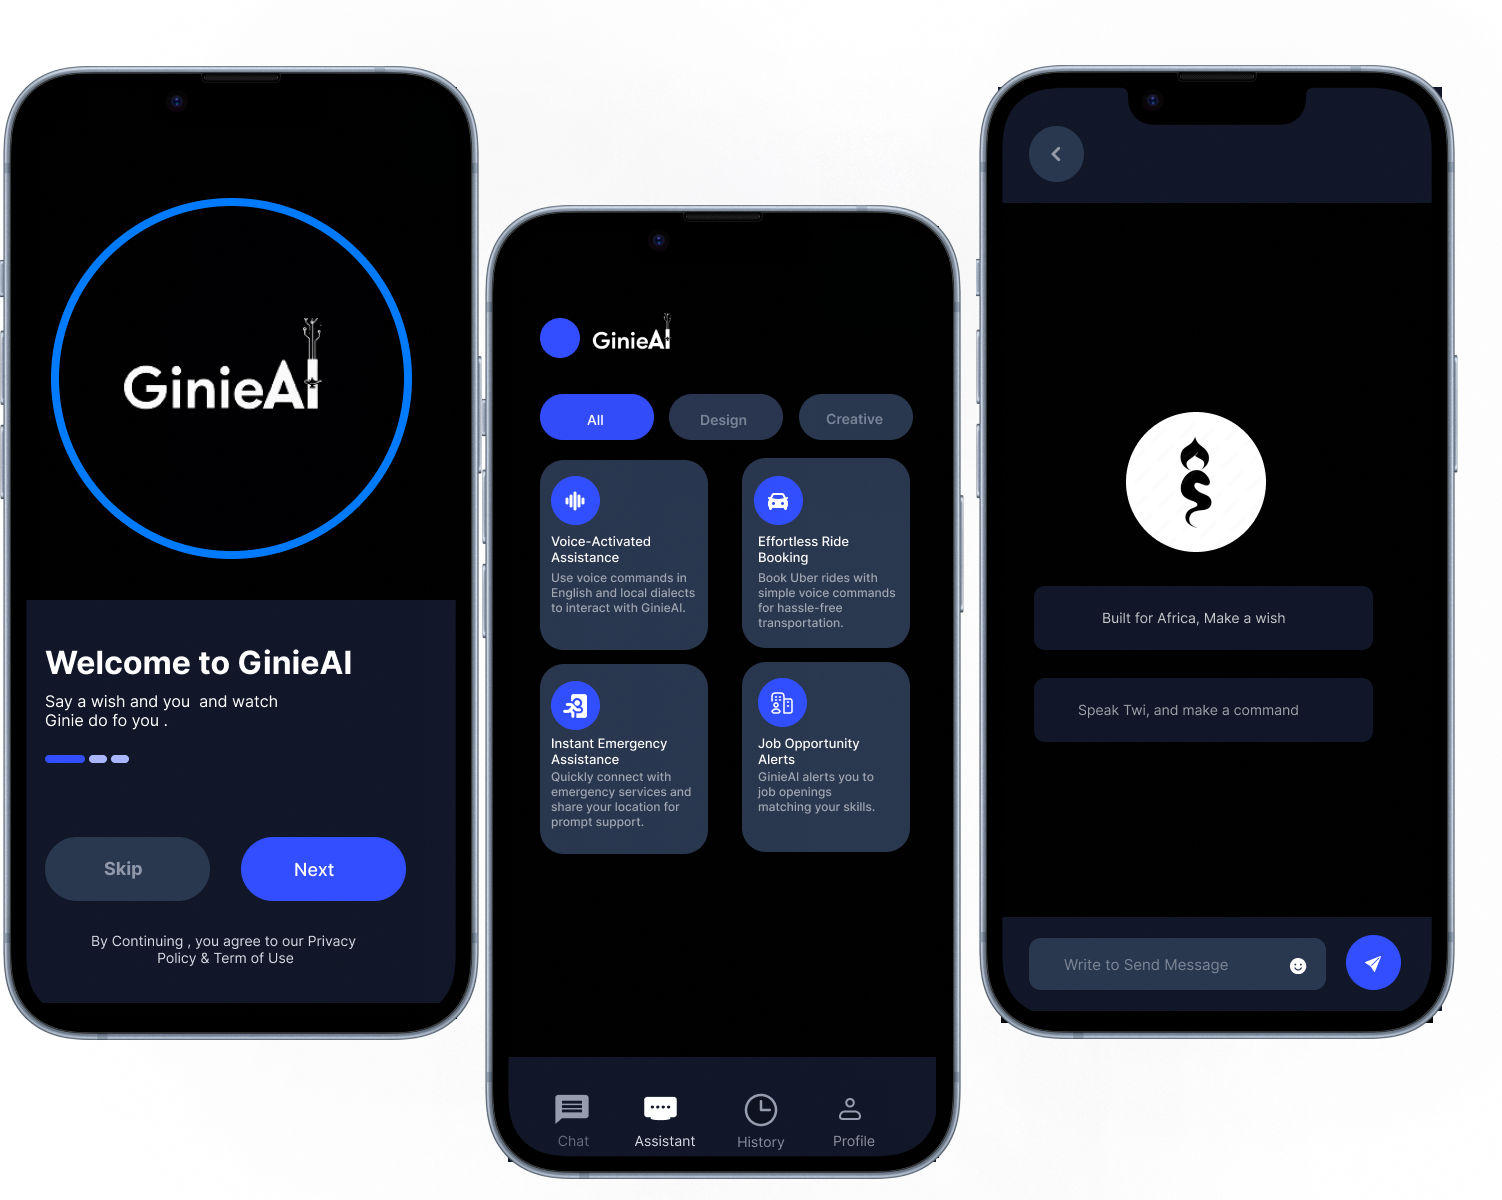 GinieAI
Welcome to GinieAI
Say a wish and you and watch
Ginie do fo you .
Skip
Next
By Continuing , you agree to our Privacy
Policy & Term of Use
GinieAI
All
Design
Creative
Voice-Activated
Assistance
Use voice commands in
English and local dialects
to interact with GinieAI.
Effortless Ride
Booking
Book Uber rides with
simple voice commands
for hassle-free
transportation.
Instant Emergency
Assistance
Quickly connect with
emergency services and
share your location for
prompt support.
Job Opportunity
Alerts
GinieAI alerts you to
job openings
matching your skills.
Chat
Assistant
History
Profile
Built for Africa, Make a wish
Speak Twi, and make a command
Write to Send Message